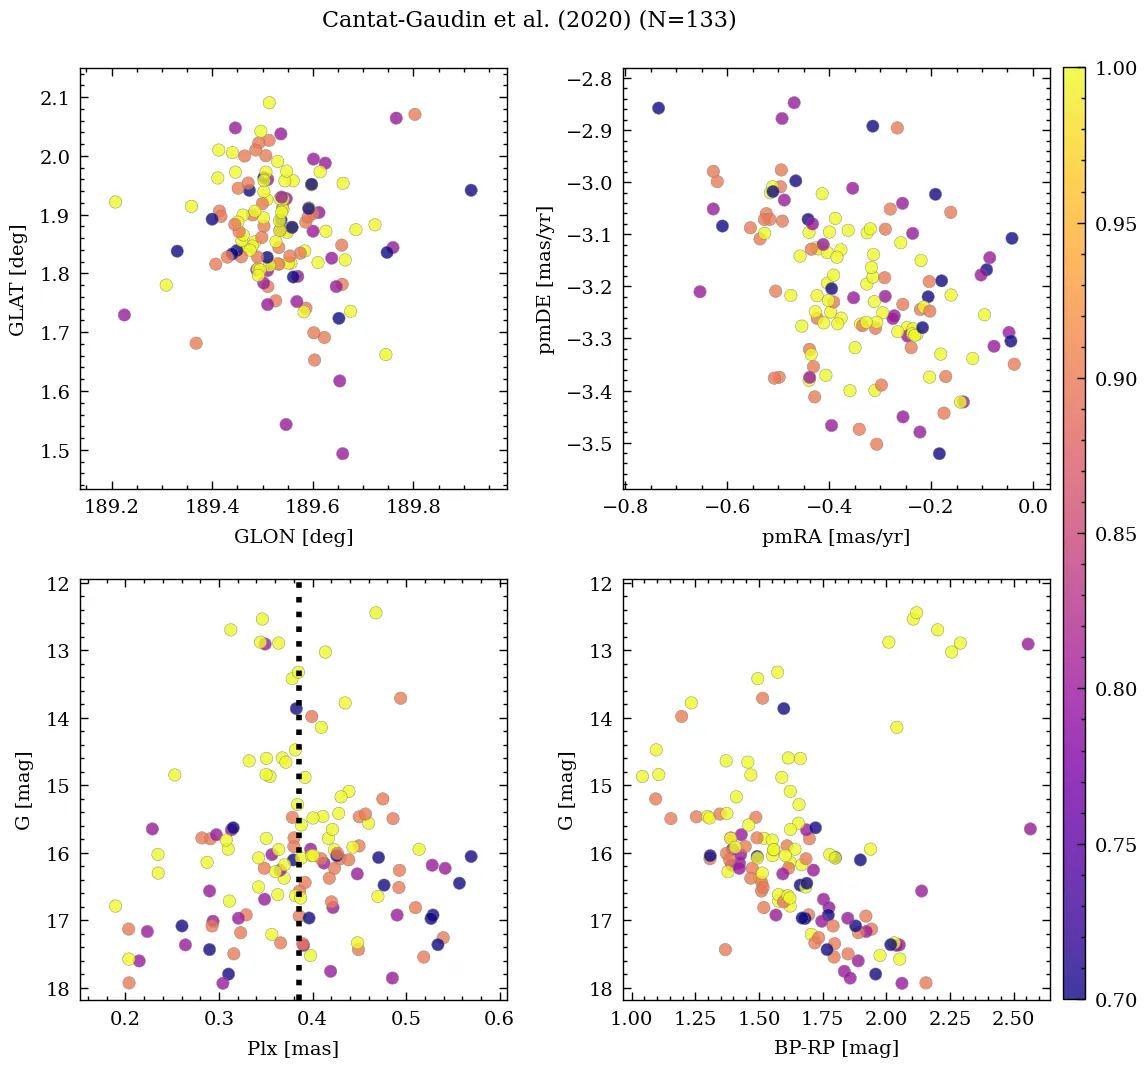 Cantat-Gaudin et al. (2020) (N=133)
2.1
2.0
1.9
1.8
1.7
1.6
1.5
GLAT [deg]
189.2 189.4 189.6 189.8
GLON [deg]
−2.8
−2.9
−3.0
−3.1
−3.2
−3.3
−3.4
−3.5
pmDE [mas/yr]
−0.8 −0.6 −0.4 −0.2 0.0
pmRA [mas/yr]
12
13
14
15
16
17
18
G [mag]
0.2 0.3 0.4 0.5 0.6
Plx [mas]
12
13
14
15
16
17
18
G [mag]
1.00 1.25 1.50 1.75 2.00 2.25 2.50
BP-RP [mag]
1.00
0.95
0.90
0.85
0.80
0.75
0.70